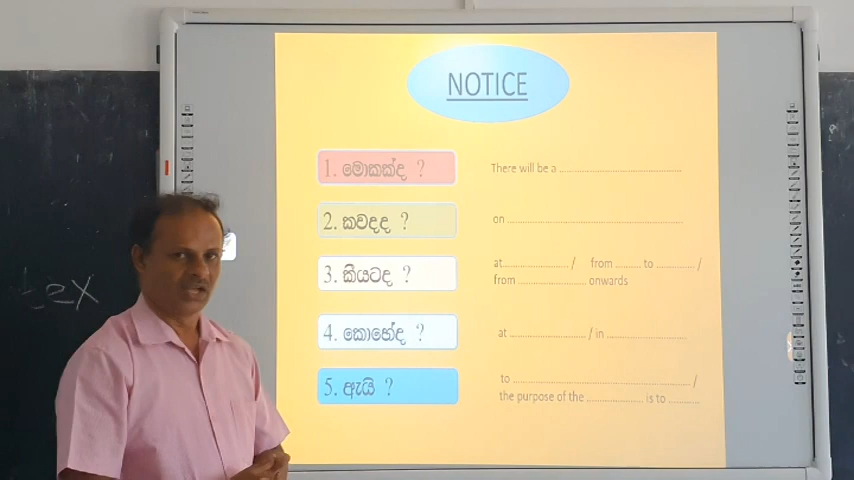 NOTICE
1. මොකක්ද ?
There will be a ........................................
2. කවදද ?
on .........................................................
3. කීයටද ?
at..................... / from ......... to ............. /
from ....................... onwards
4. කොහේද ?
at .......................... / in ...........................
5. ඇයි ?
to ............................................................ /
the purpose of the ................... is to ..........